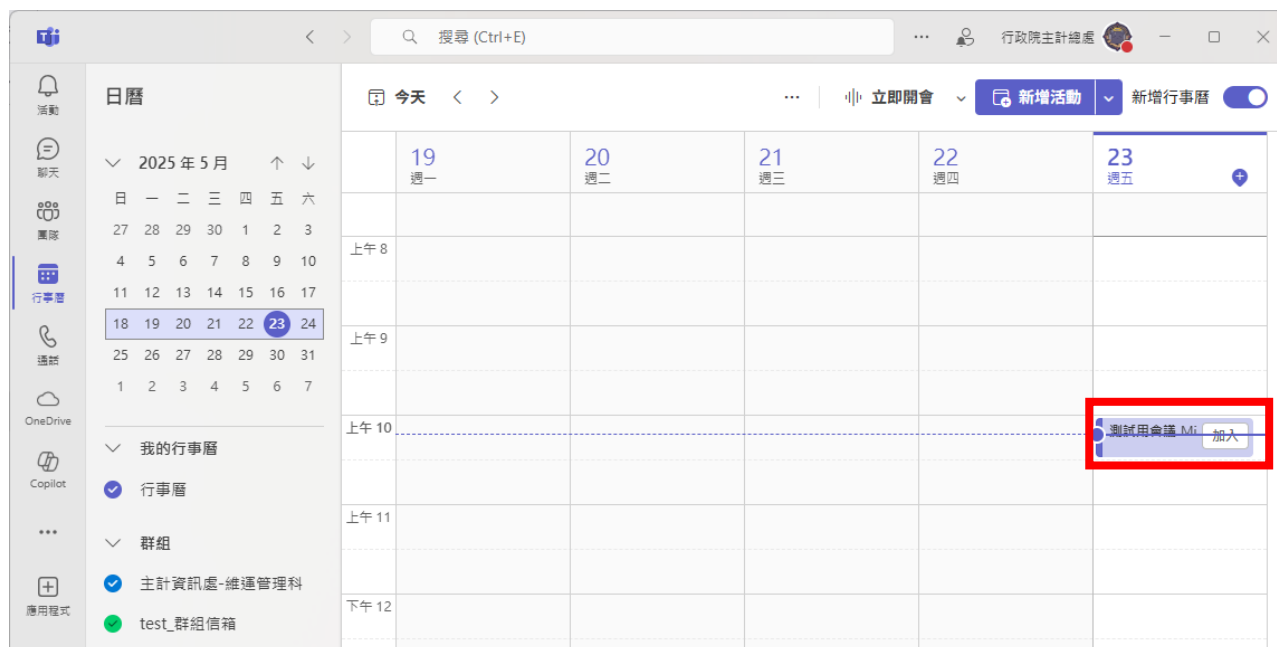 搜尋 (Ctrl+E)
行政院主計總處
活動
聊天
團隊
行事曆
通話
OneDrive
Copilot
應用程式
日曆
2025 年 5 月
日 一 二 三 四 五 六
27 28 29 30 1 2 3
4 5 6 7 8 9 10
11 12 13 14 15 16 17
18 19 20 21 22 23 24
25 26 27 28 29 30 31
1 2 3 4 5 6 7
我的行事曆
行事曆
群組
主計資訊處-維運管理科
test_群組信箱
今天
立即開會
新增活動
新增行事曆
19 20 21 22 23
週一 週二 週三 週四 週五
上午 8
上午 9
上午 10
測試用會議 Mi 加入
上午 11
下午 12